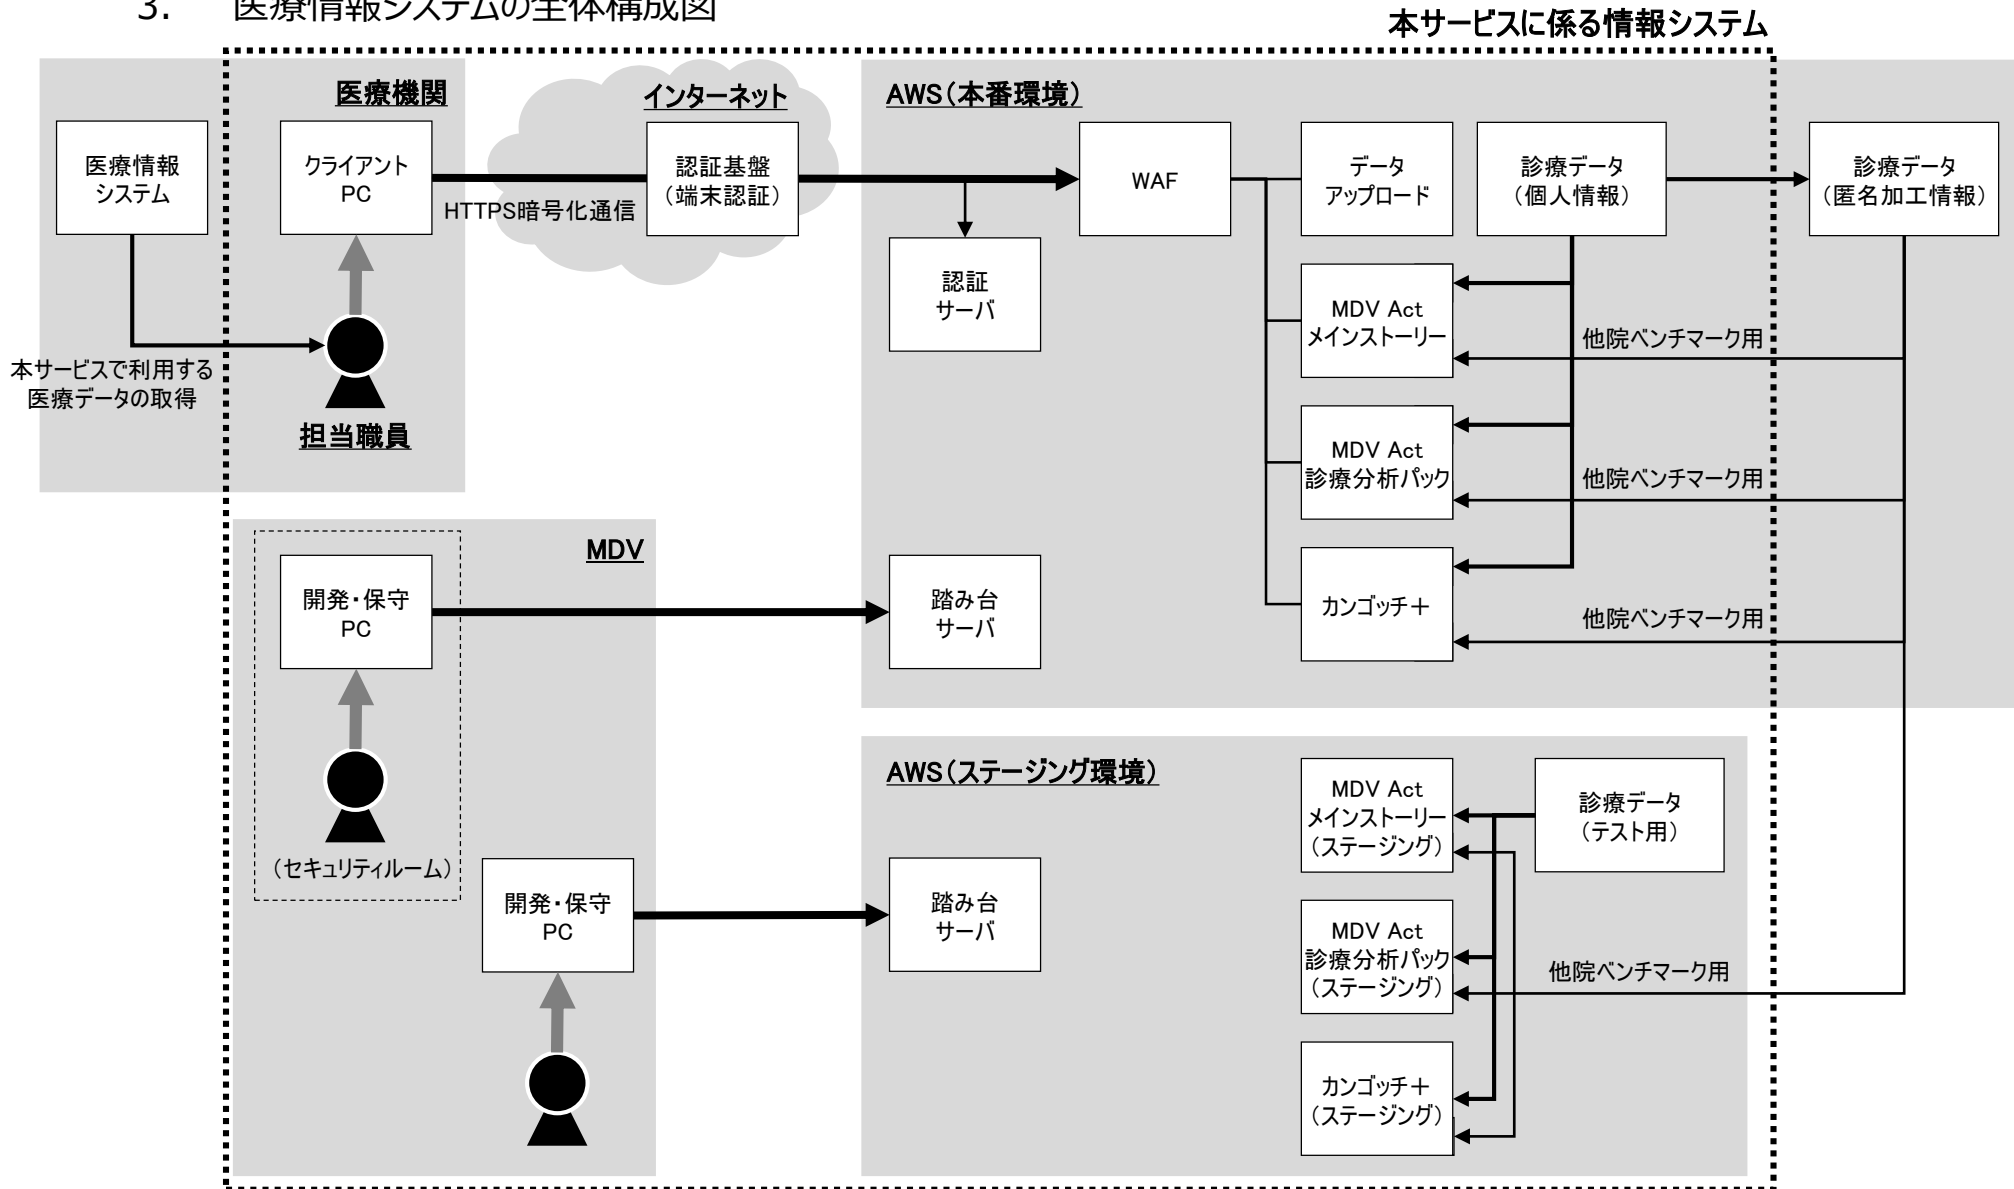 3. 医療情報システムの全体構成図
本サービスに係る情報システム
医療機関
インターネット
AWS（本番環境）
医療情報
システム
クライアント
PC
HTTPS暗号化通信
認証基盤
（端末認証）
WAF
データ
アップロード
診療データ
（個人情報）
診療データ
（匿名加工情報）
認証
サーバ
MDV Act
メインストーリー
他院ベンチマーク用
本サービスで利用する
医療データの取得
担当職員
MDV Act
診療分析パック
他院ベンチマーク用
MDV
開発・保守
PC
踏み台
サーバ
カンゴッチ＋
他院ベンチマーク用
（セキュリティルーム）
AWS（ステージング環境）
MDV Act
メインストーリー
（ステージング）
診療データ
（テスト用）
開発・保守
PC
踏み台
サーバ
MDV Act
診療分析パック
（ステージング）
他院ベンチマーク用
カンゴッチ＋
（ステージング）